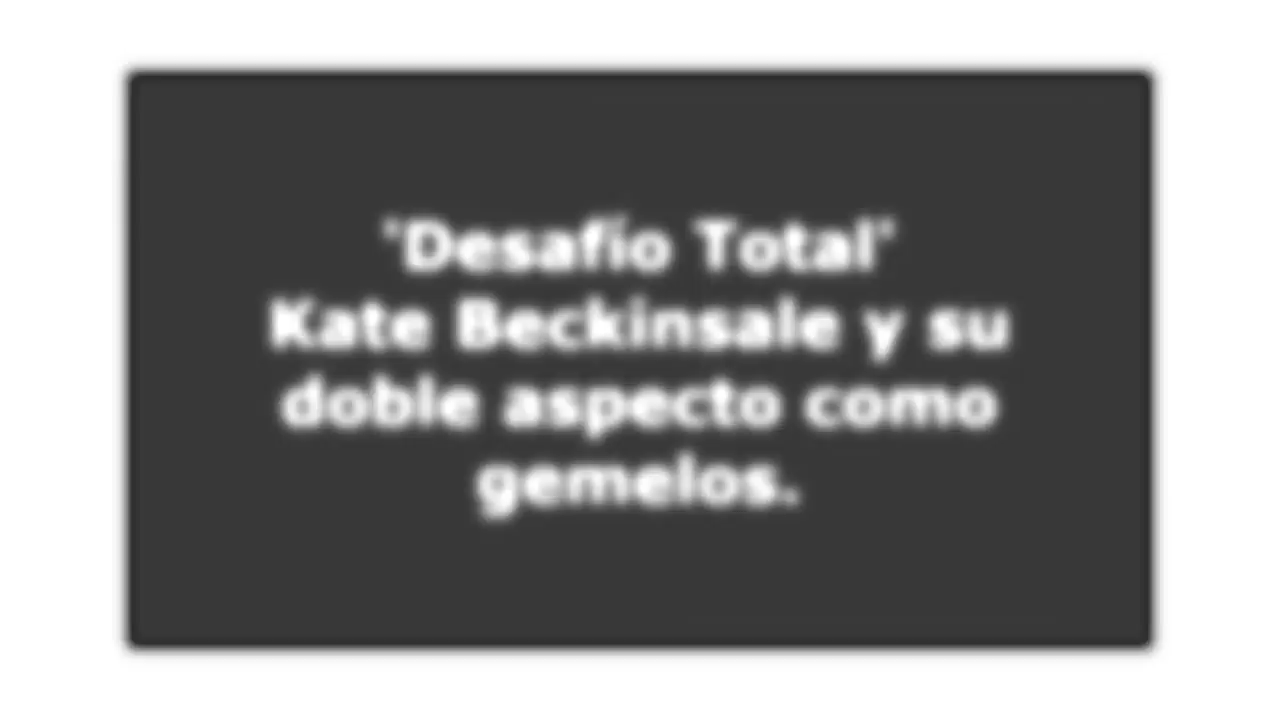 'Desafío Total'
Kate Beckinsale y su
doble aspecto como
gemelos.